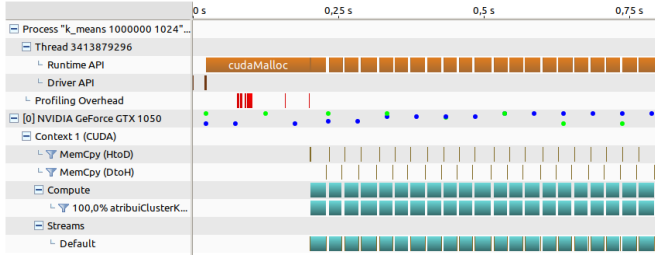 0 s 0,25 s 0,5 s 0,75 s
Process "k_means 1000000 1024"...
Thread 3413879296
Runtime API cudaMalloc
Driver API
Profiling Overhead
[0] NVIDIA GeForce GTX 1050
Context 1 (CUDA)
MemCpy (HtoD)
MemCpy (DtoH)
Compute
100,0% atribuiClusterK...
Streams
Default